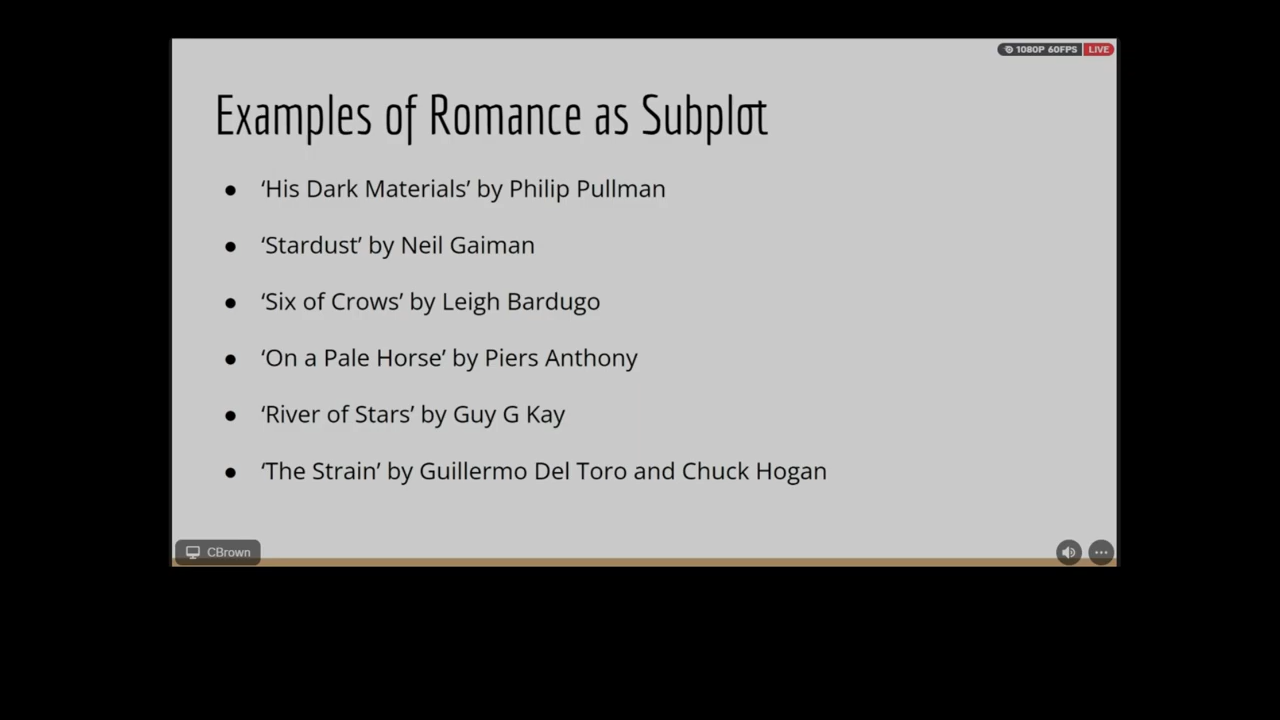 1080P 60FPS LIVE
Examples of Romance as Subplot
● ‘His Dark Materials’ by Philip Pullman
● ‘Stardust’ by Neil Gaiman
● ‘Six of Crows’ by Leigh Bardugo
● ‘On a Pale Horse’ by Piers Anthony
● ‘River of Stars’ by Guy G Kay
● ‘The Strain’ by Guillermo Del Toro and Chuck Hogan
CBrown